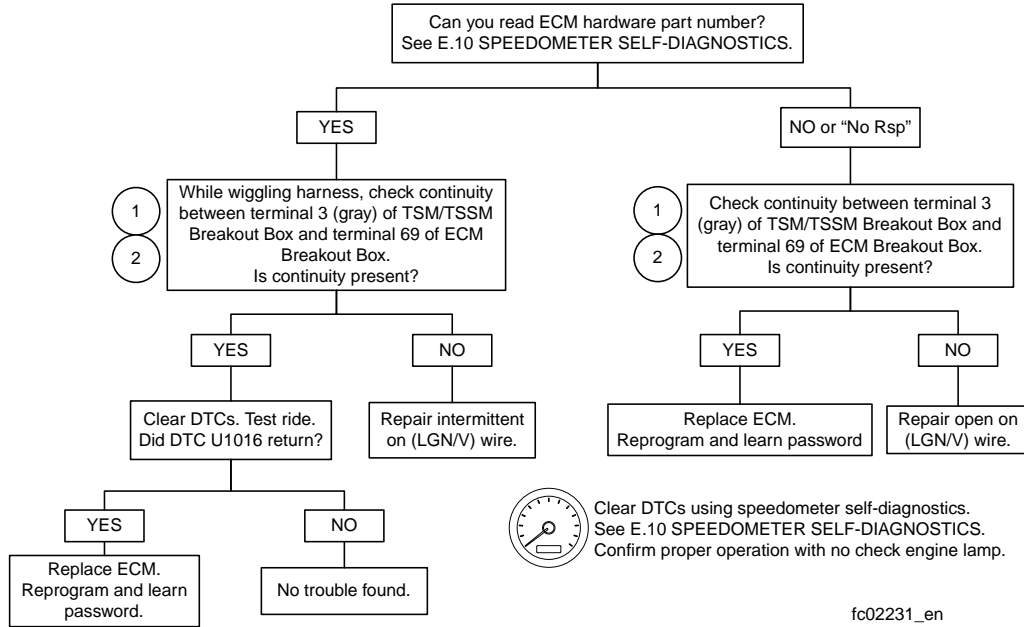 Can you read ECM hardware part number?
See E.10 SPEEDOMETER SELF-DIAGNOSTICS.
YES
NO or “No Rsp”
1
2
While wiggling harness, check continuity
between terminal 3 (gray) of TSM/TSSM
Breakout Box and terminal 69 of ECM
Breakout Box.
Is continuity present?
1
2
Check continuity between terminal 3
(gray) of TSM/TSSM Breakout Box and
terminal 69 of ECM Breakout Box.
Is continuity present?
YES
NO
YES
NO
Clear DTCs. Test ride.
Did DTC U1016 return?
Repair intermittent
on (LGN/V) wire.
Replace ECM.
Reprogram and learn password
Repair open on
(LGN/V) wire.
YES
NO
Replace ECM.
Reprogram and learn
password.
No trouble found.
Clear DTCs using speedometer self-diagnostics.
See E.10 SPEEDOMETER SELF-DIAGNOSTICS.
Confirm proper operation with no check engine lamp.
fc02231_en